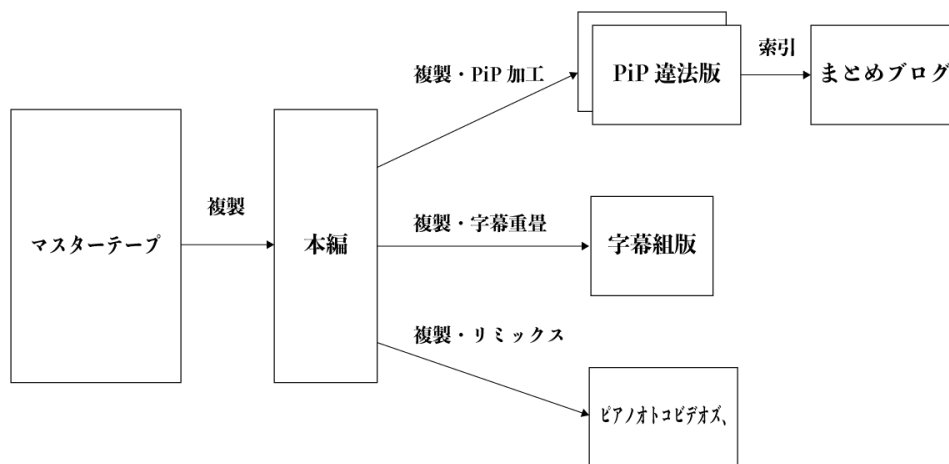 マスターテープ
複製
本編
複製・PiP 加工
PiP 違法版
索引
まとめブログ
複製・字幕重畳
字幕組版
複製・リミックス
ピアノオトコビデオズ、